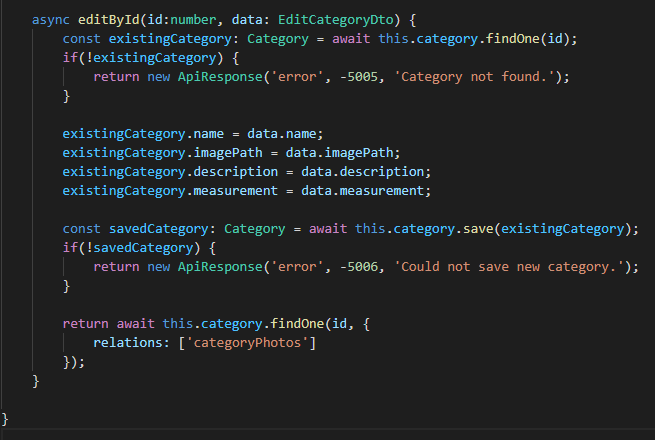 async editById(id:number, data: EditCategoryDto) {
const existingCategory: Category = await this.category.findOne(id);
if(!existingCategory) {
return new ApiResponse('error', -5005, 'Category not found.');
}
existingCategory.name = data.name;
existingCategory.imagePath = data.imagePath;
existingCategory.description = data.description;
existingCategory.measurement = data.measurement;
const savedCategory: Category = await this.category.save(existingCategory);
if(!savedCategory) {
return new ApiResponse('error', -5006, 'Could not save new category.');
}
return await this.category.findOne(id, {
relations: ['categoryPhotos']
});
}
}